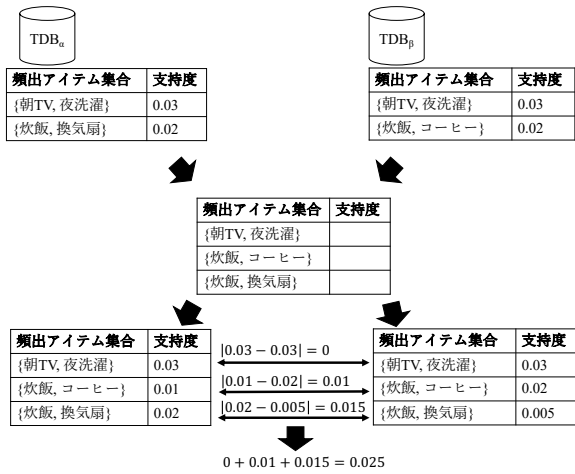 TDBα
TDBβ
頻出アイテム集合 支持度
{朝TV, 夜洗濯} 0.03
{炊飯, 換気扇} 0.02
頻出アイテム集合 支持度
{朝TV, 夜洗濯} 0.03
{炊飯, コーヒー} 0.02
頻出アイテム集合 支持度
{朝TV, 夜洗濯}
{炊飯, コーヒー}
{炊飯, 換気扇}
頻出アイテム集合 支持度
{朝TV, 夜洗濯} 0.03
{炊飯, コーヒー} 0.01
{炊飯, 換気扇} 0.02
|0.03 − 0.03| = 0
|0.01 − 0.02| = 0.01
|0.02 − 0.005| = 0.015
頻出アイテム集合 支持度
{朝TV, 夜洗濯} 0.03
{炊飯, コーヒー} 0.02
{炊飯, 換気扇} 0.005
0 + 0.01 + 0.015 = 0.025